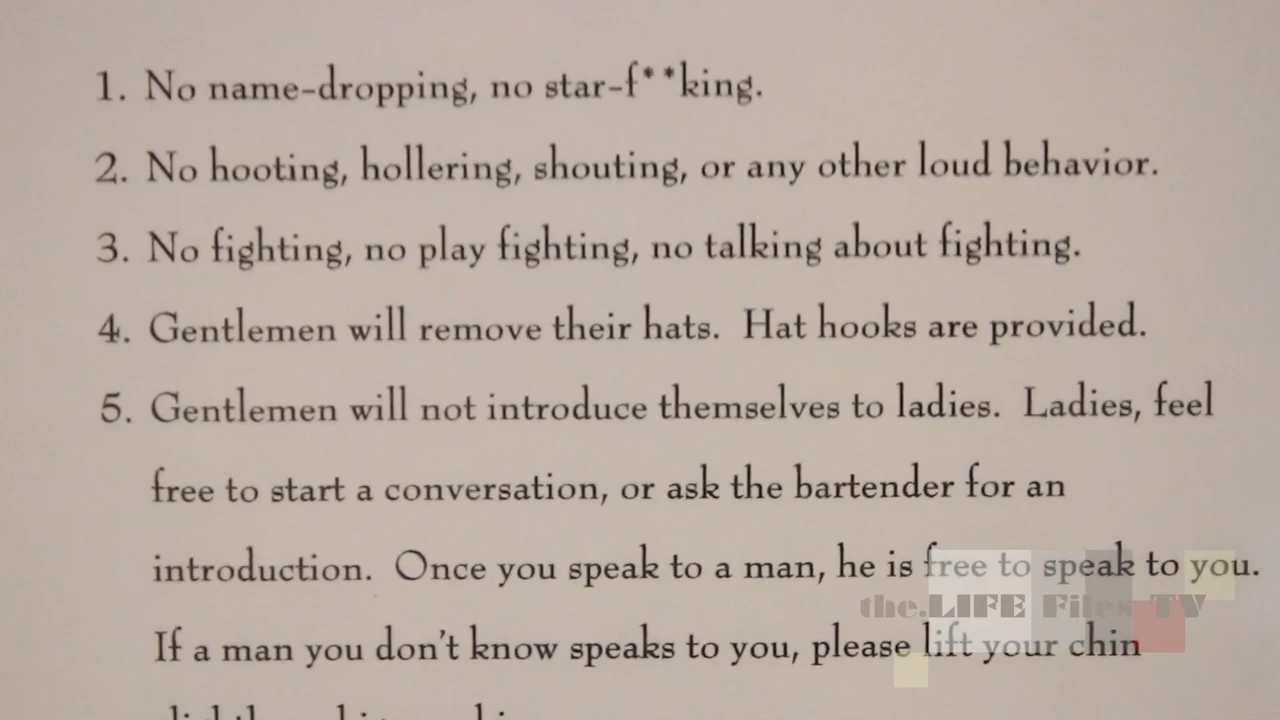 1. No name-dropping, no star-f**king.
2. No hooting, hollering, shouting, or any other loud behavior.
3. No fighting, no play fighting, no talking about fighting.
4. Gentlemen will remove their hats. Hat hooks are provided.
5. Gentlemen will not introduce themselves to ladies. Ladies, feel
free to start a conversation, or ask the bartender for an
introduction. Once you speak to a man, he is free to speak to you.
the.LIFE Files TV
If a man you don't know speaks to you, please lift your chin